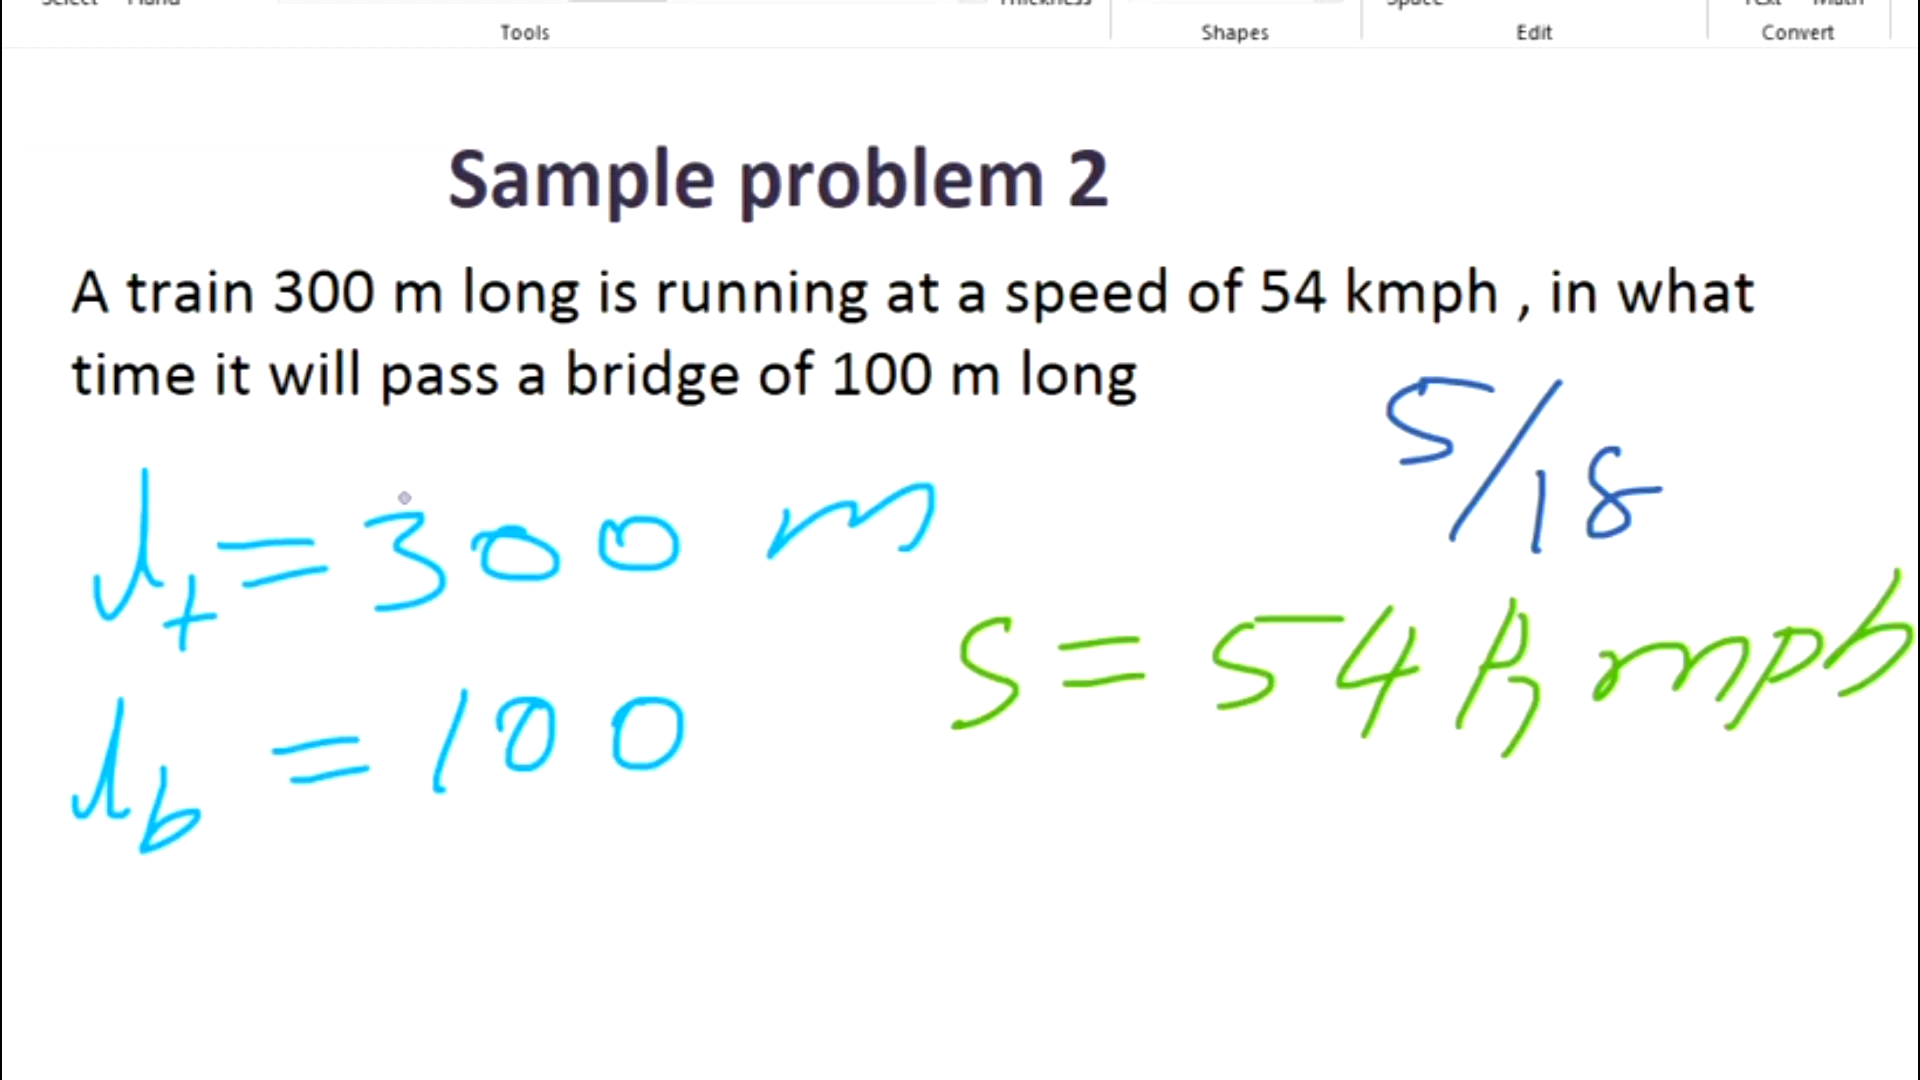 Tools Shapes Edit Convert
Sample problem 2
A train 300 m long is running at a speed of 54 kmph , in what
time it will pass a bridge of 100 m long
5/18
lt = 300 m
S = 54 kmph
lb = 100